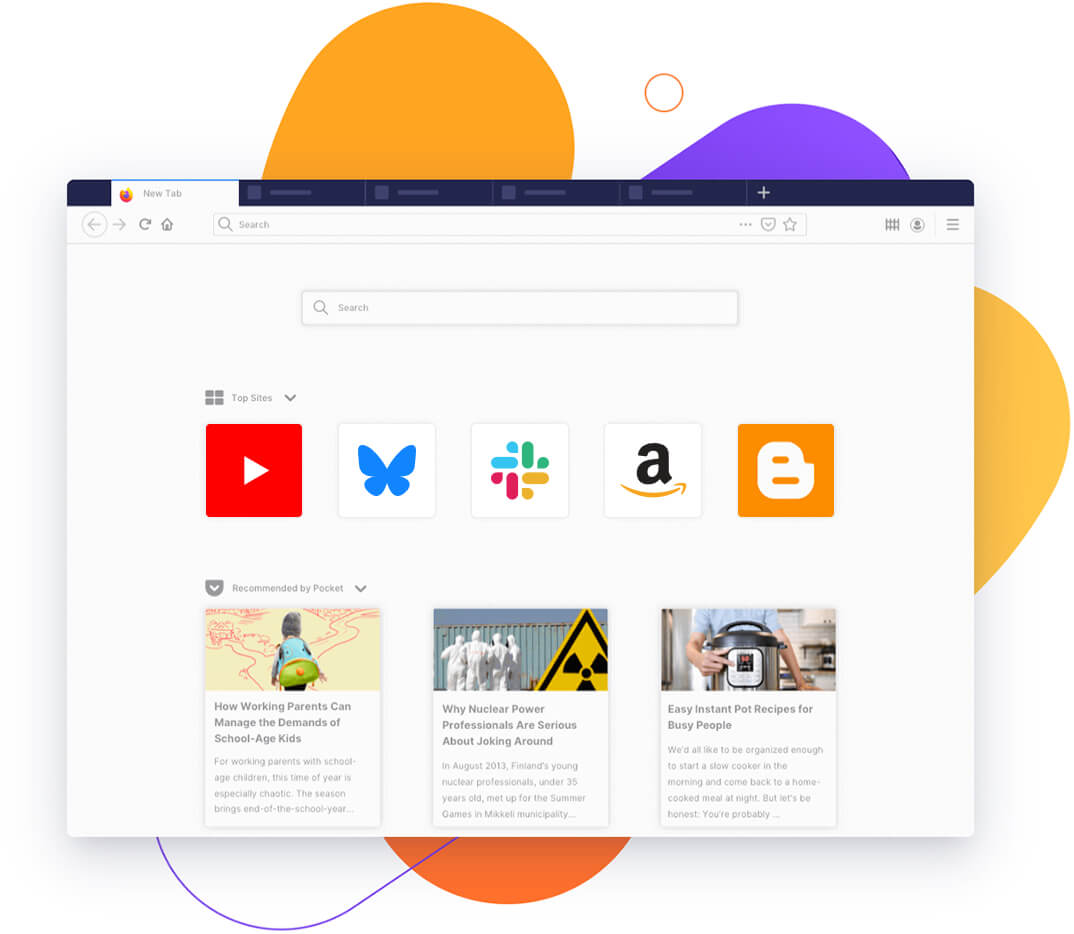 New Tab
Search
Search
Top Sites
a
Recommended by Pocket
How Working Parents Can
Manage the Demands of
School-Age Kids
For working parents with school-
age children, this time of year is
especially chaotic. The season
brings end-of-the-school-year...
Why Nuclear Power
Professionals Are Serious
About Joking Around
In August 2013, Finland's young
nuclear professionals, under 35
years old, met up for the Summer
Games in Mikkeli municipality...
Easy Instant Pot Recipes for
Busy People
We'd all like to be organized enough
to start a slow cooker in the
morning and come back to a home-
cooked meal at night. But let's be
honest: You're probably ...